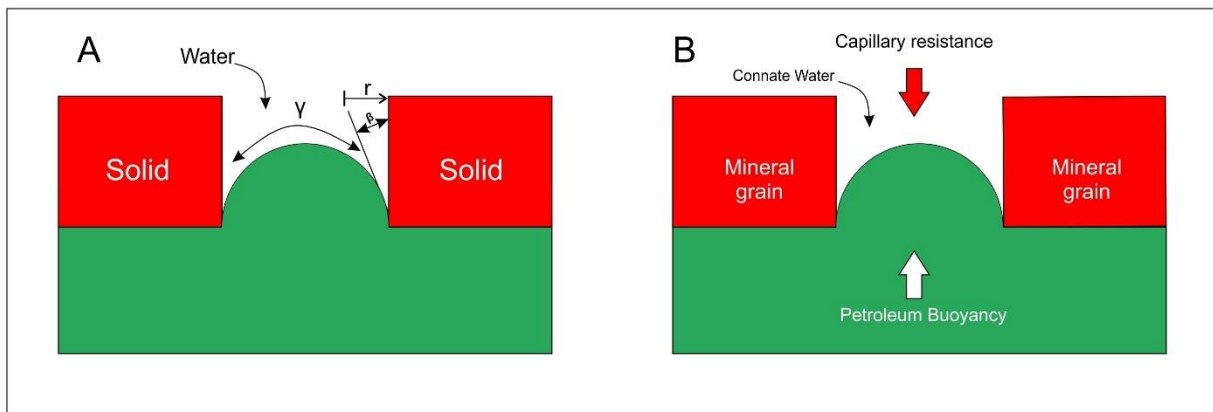 A
Water
γ
r
β
Solid
Solid
B
Capillary resistance
Connate Water
Mineral
grain
Mineral
grain
Petroleum Buoyancy